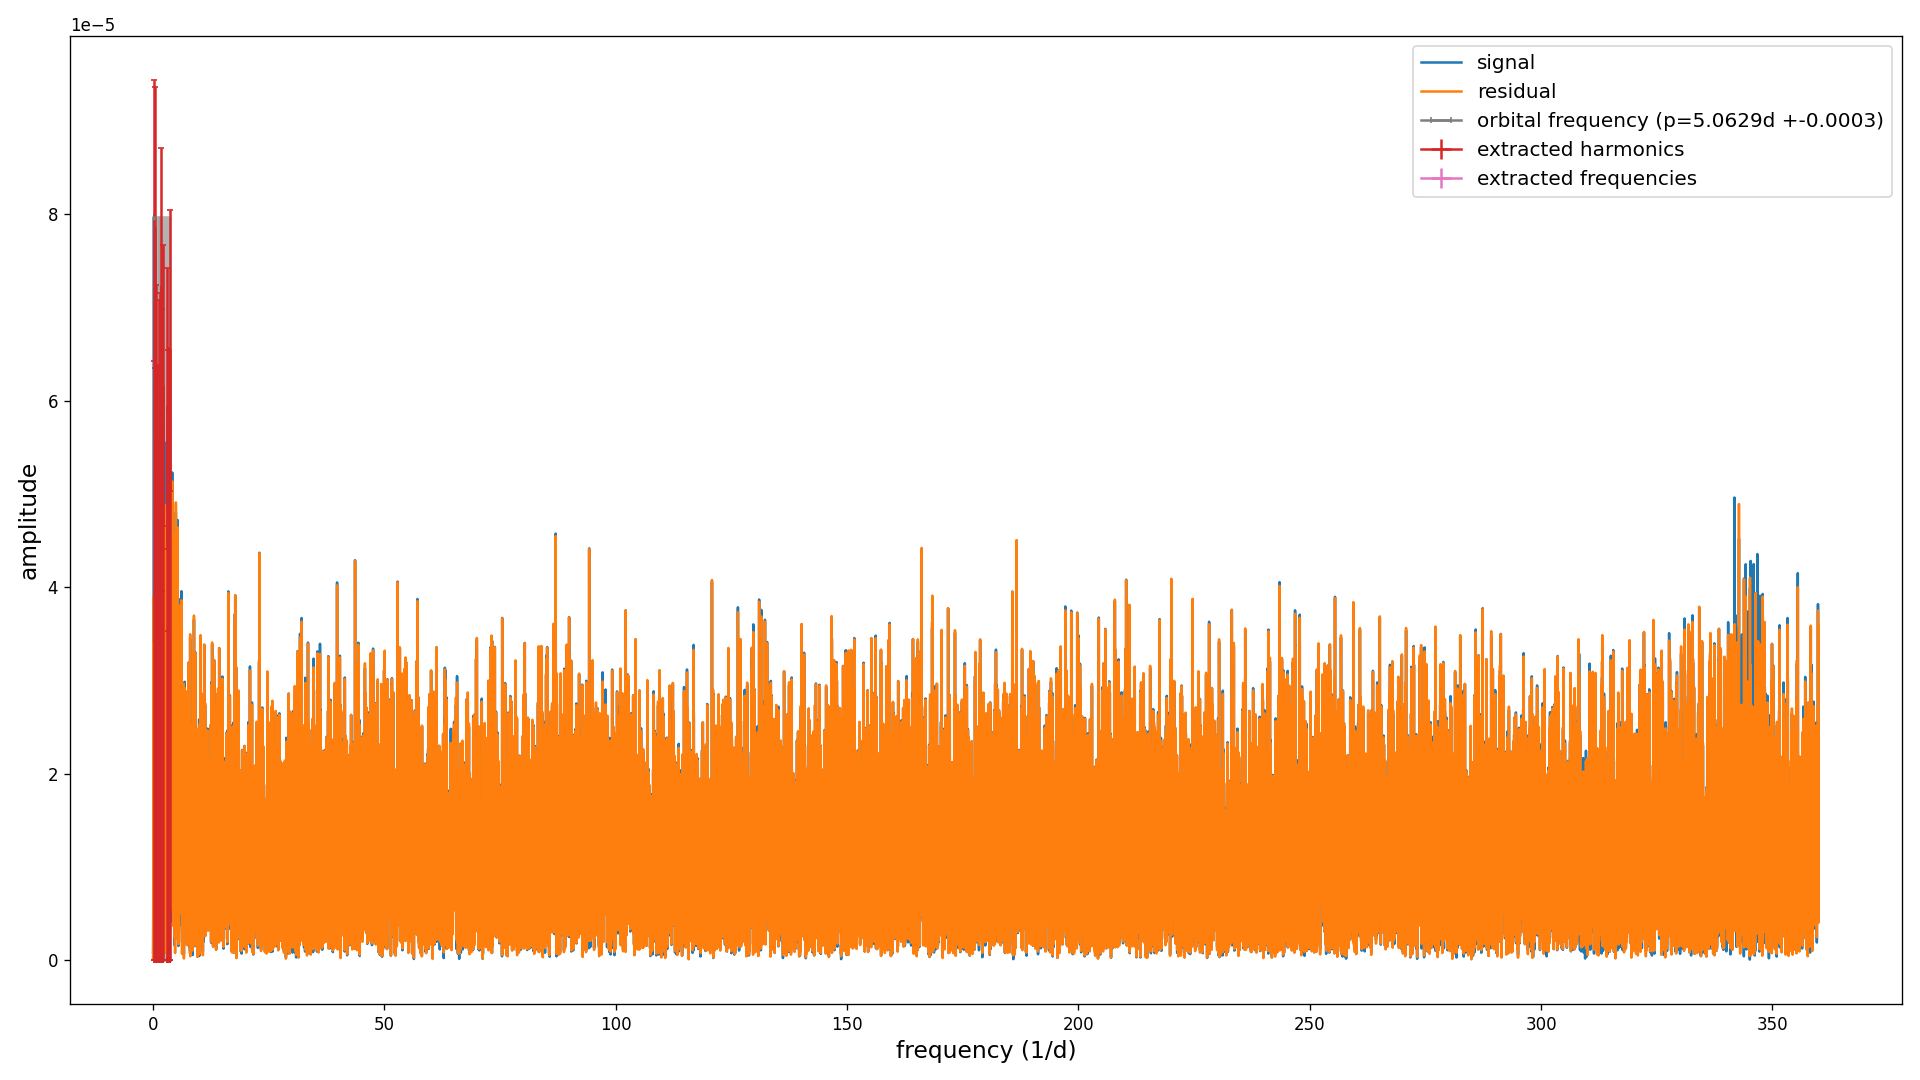 1e−5
signal
residual
orbital frequency (p=5.0629d +-0.0003)
extracted harmonics
extracted frequencies
8
6
4
2
0
amplitude
0 50 100 150 200 250 300 350
frequency (1/d)